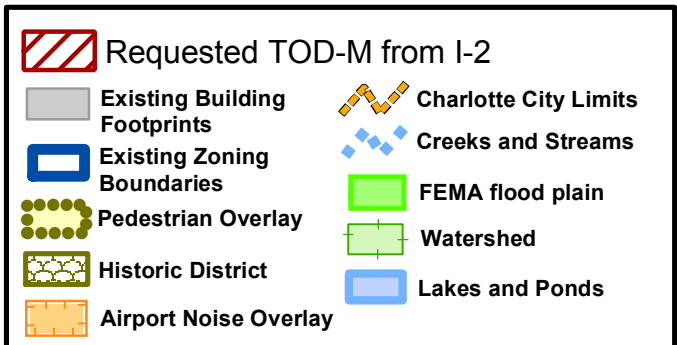 Requested TOD-M from I-2
Existing Building
Footprints
Existing Zoning
Boundaries
Pedestrian Overlay
Historic District
Airport Noise Overlay
Charlotte City Limits
Creeks and Streams
FEMA flood plain
Watershed
Lakes and Ponds